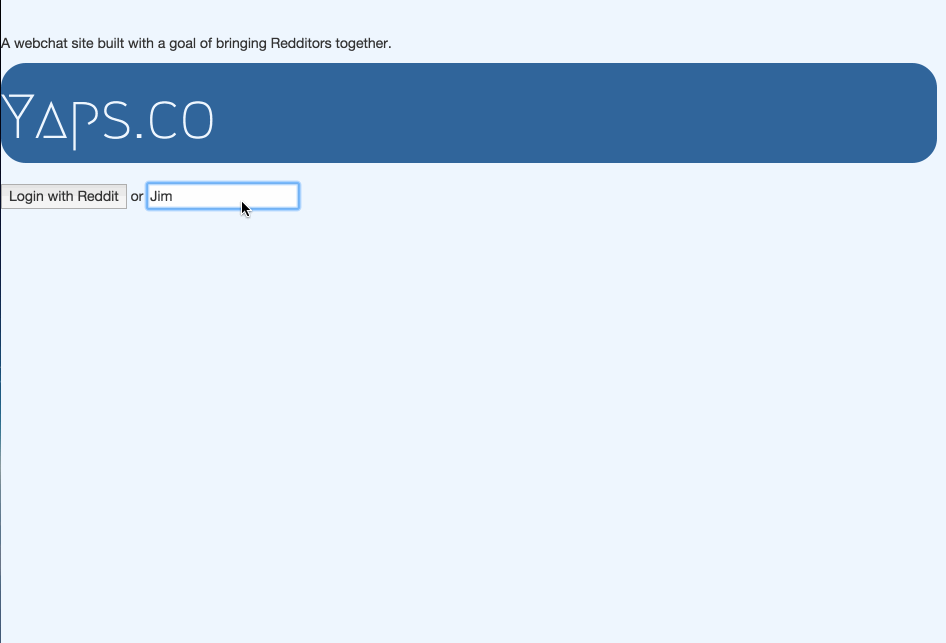 A webchat site built with a goal of bringing Redditors together.
Yaps.co
Login with Reddit or Jim